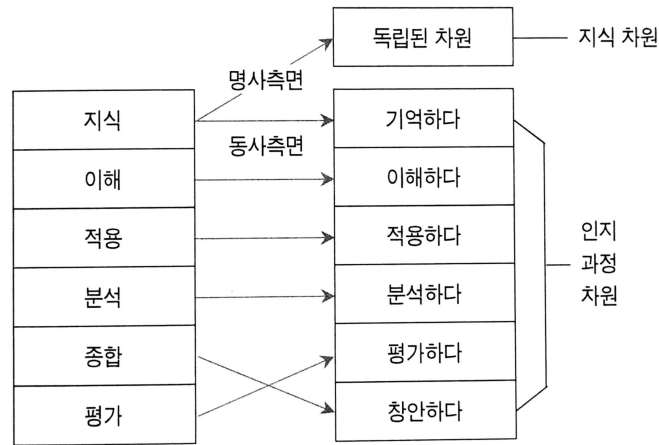 독립된 차원
지식 차원
명사측면
지식
기억하다
동사측면
이해
이해하다
적용
적용하다
인지
과정
차원
분석
분석하다
종합
평가하다
평가
창안하다